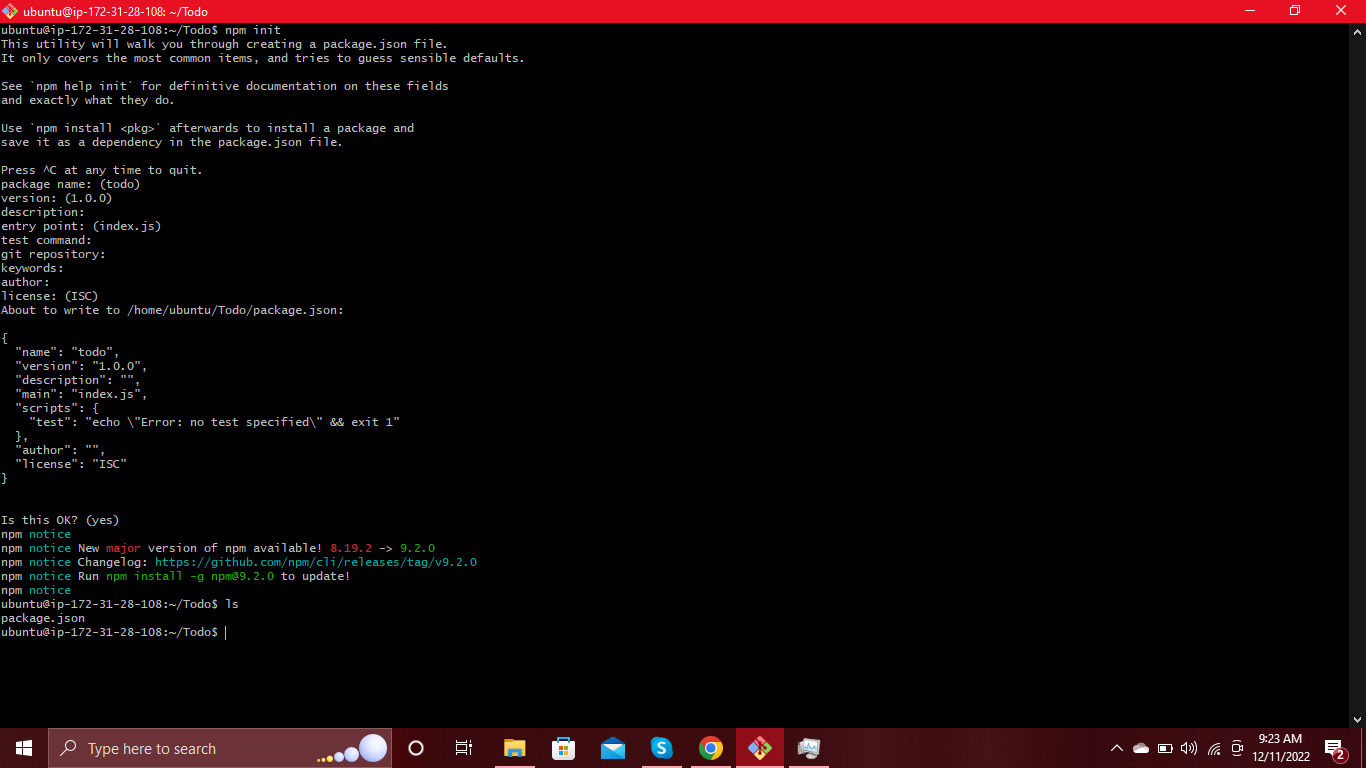 ubuntu@ip-172-31-28-108: ~/Todo
ubuntu@ip-172-31-28-108:~/Todo$ npm init
This utility will walk you through creating a package.json file.
It only covers the most common items, and tries to guess sensible defaults.
See `npm help init` for definitive documentation on these fields
and exactly what they do.
Use `npm install <pkg>` afterwards to install a package and
save it as a dependency in the package.json file.
Press ^C at any time to quit.
package name: (todo)
version: (1.0.0)
description:
entry point: (index.js)
test command:
git repository:
keywords:
author:
license: (ISC)
About to write to /home/ubuntu/Todo/package.json:
{
  "name": "todo",
  "version": "1.0.0",
  "description": "",
  "main": "index.js",
  "scripts": {
    "test": "echo \"Error: no test specified\" && exit 1"
  },
  "author": "",
  "license": "ISC"
}
Is this OK? (yes)
npm notice
npm notice New major version of npm available! 8.19.2 -> 9.2.0
npm notice Changelog: https://github.com/npm/cli/releases/tag/v9.2.0
npm notice Run npm install -g npm@9.2.0 to update!
npm notice
ubuntu@ip-172-31-28-108:~/Todo$ ls
package.json
ubuntu@ip-172-31-28-108:~/Todo$
Type here to search
S
9:23 AM
12/11/2022
2